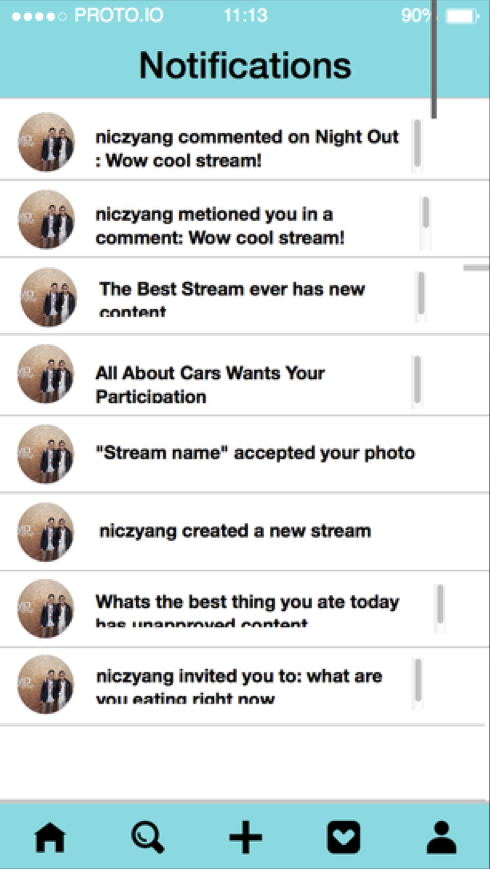 PROTO.IO 11:13 90%
Notifications
niczyang commented on Night Out
: Wow cool stream!
niczyang metioned you in a
comment: Wow cool stream!
The Best Stream ever has new
content
All About Cars Wants Your
Participation
"Stream name" accepted your photo
niczyang created a new stream
Whats the best thing you ate today
has unapproved content
niczyang invited you to: what are
you eating right now